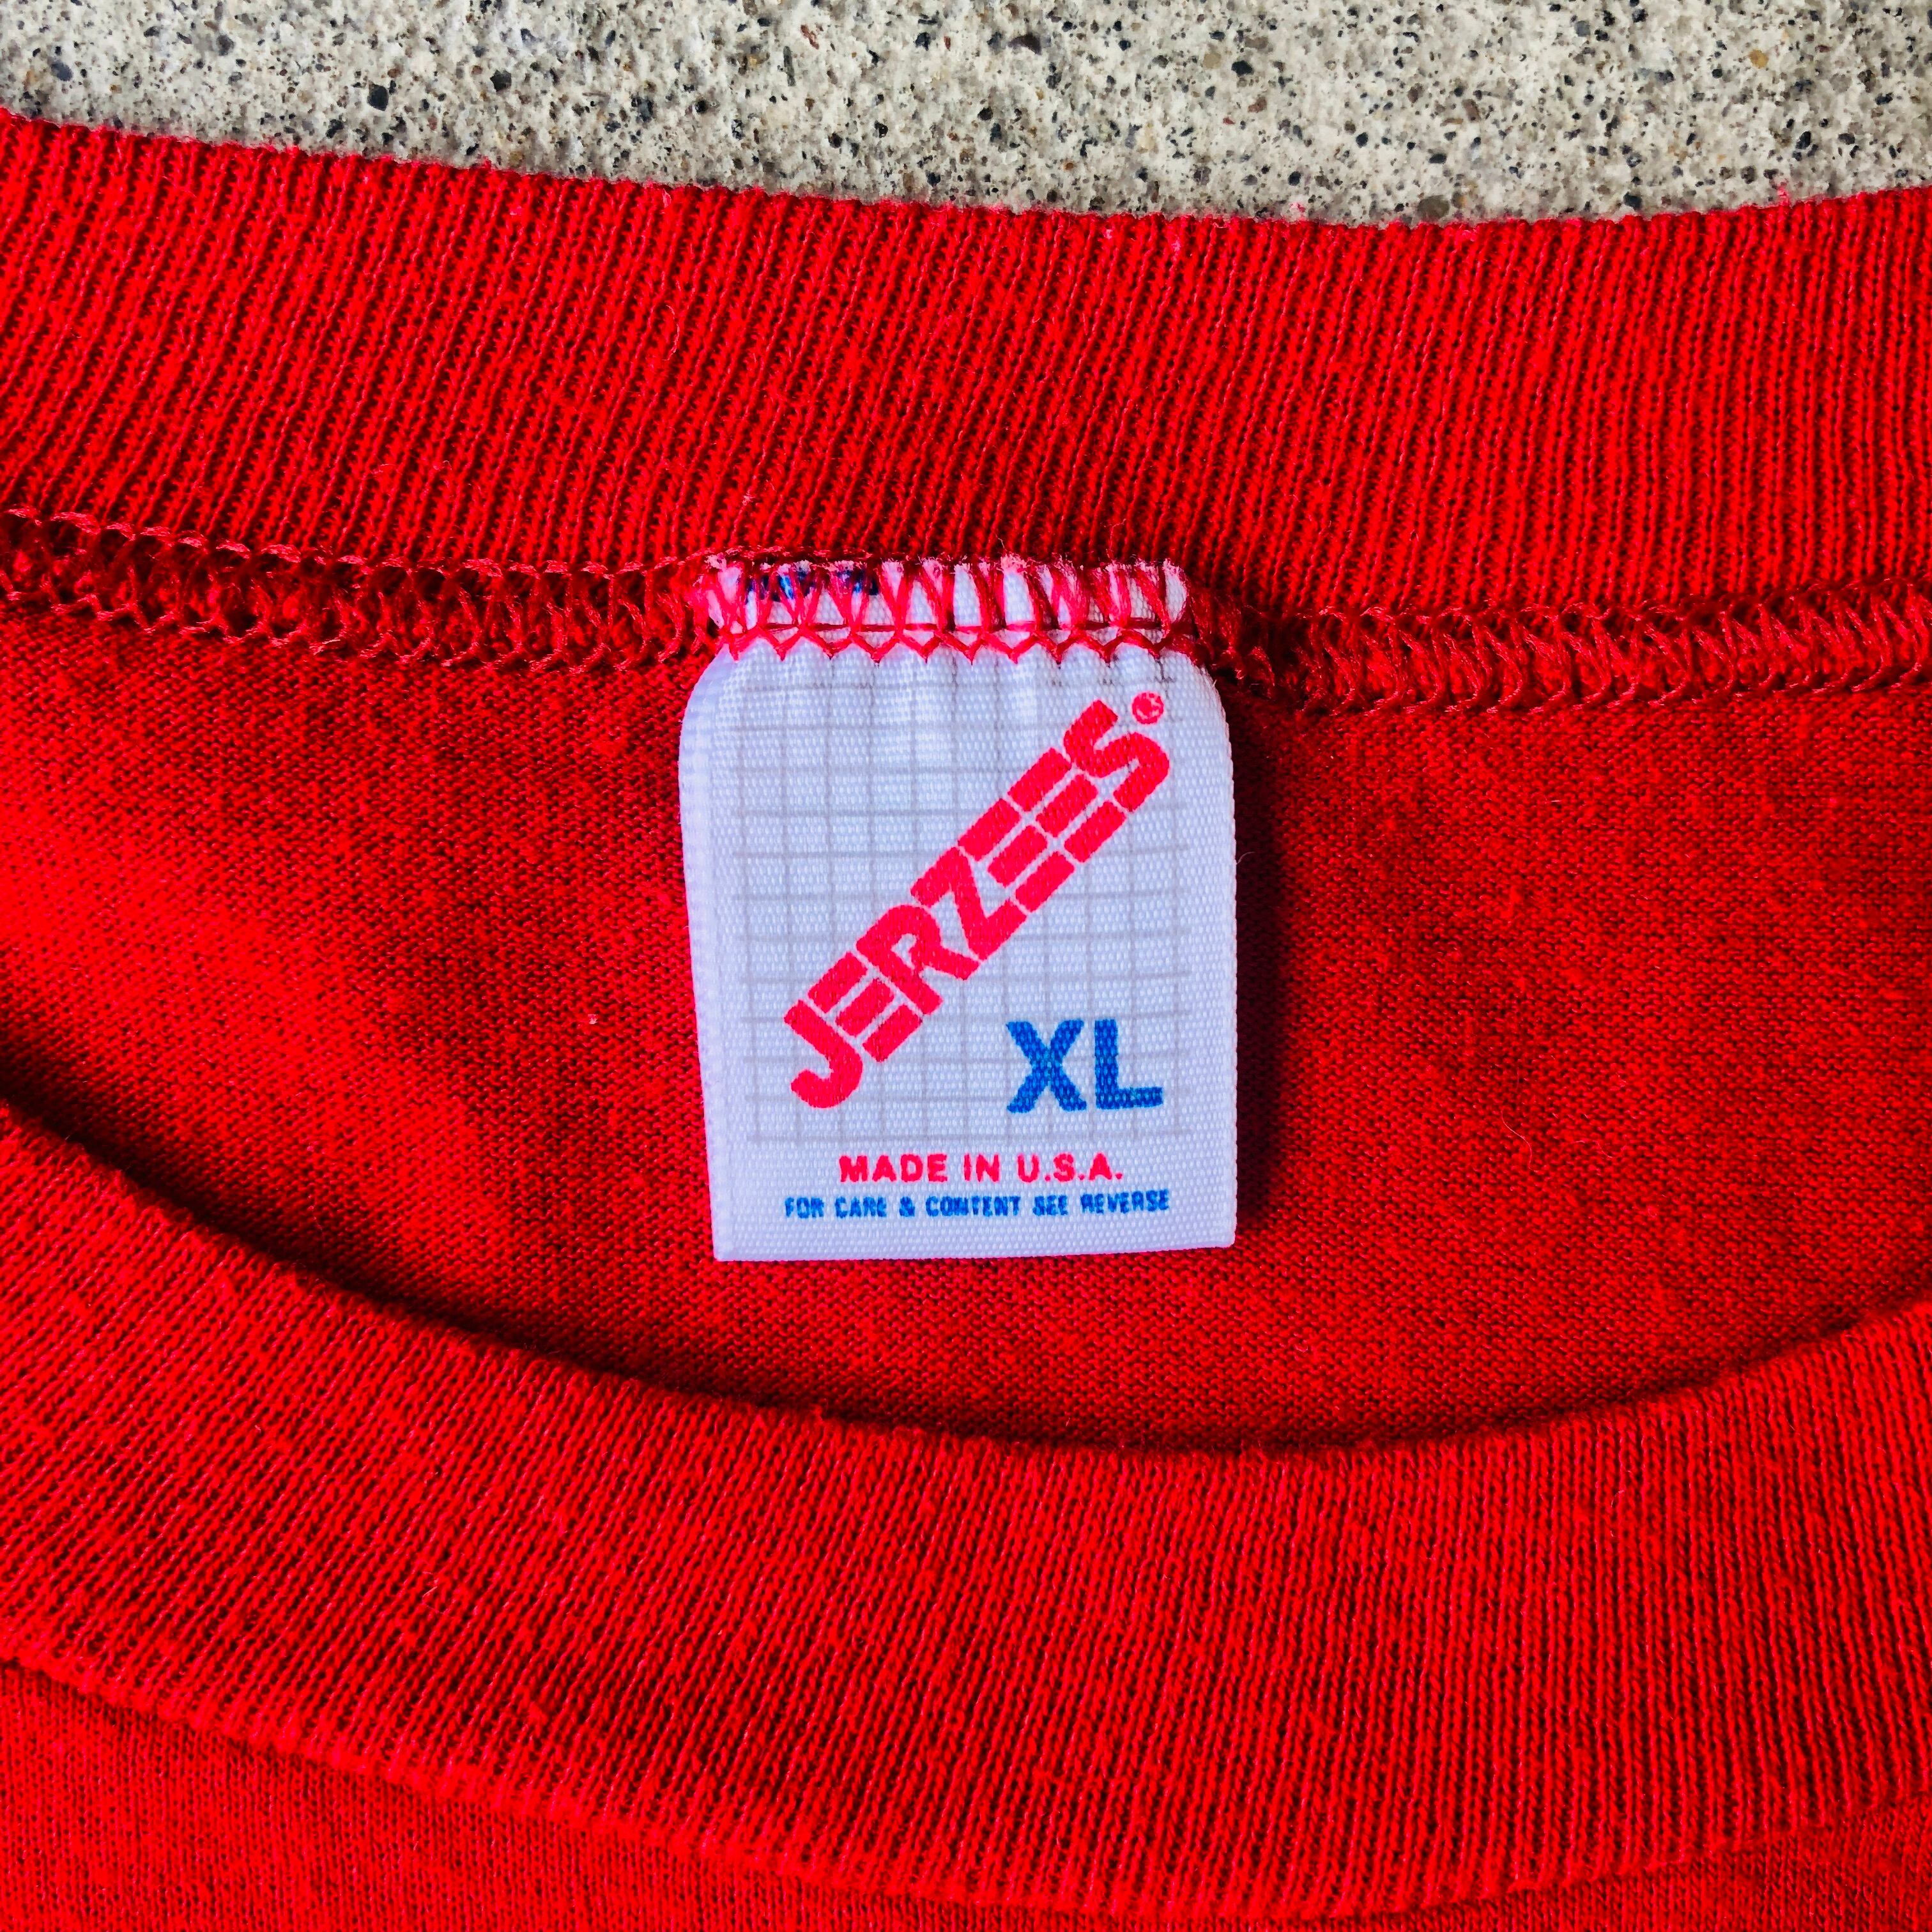 JERZEES®
XL
MADE IN U.S.A.
FOR CARE & CONTENT SEE REVERSE